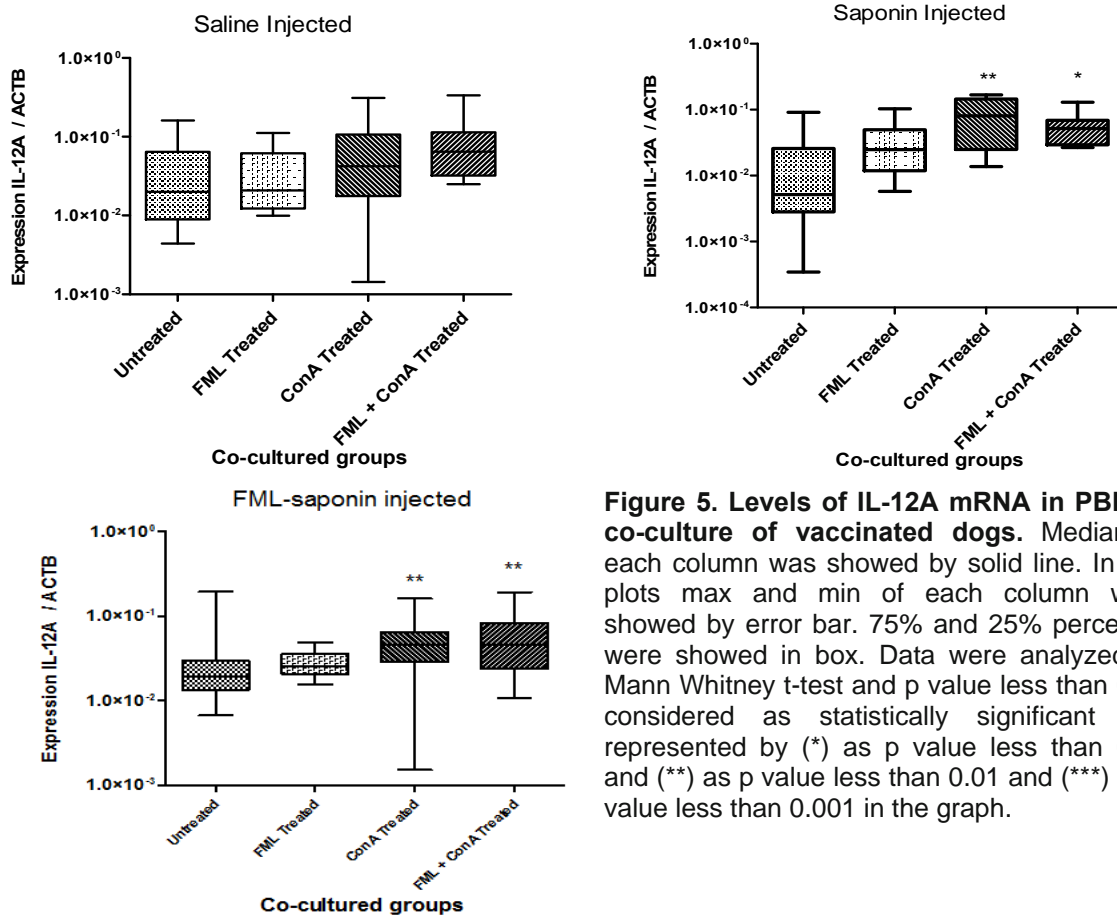 Saline Injected
1.0×10⁰
1.0×10⁻¹
1.0×10⁻²
1.0×10⁻³
Expression IL-12A / ACTB
Untreated
FML Treated
ConA Treated
FML + ConA Treated
Co-cultured groups
Saponin Injected
1.0×10⁰
1.0×10⁻¹
1.0×10⁻²
1.0×10⁻³
1.0×10⁻⁴
Expression IL-12A / ACTB
**
*
Untreated
FML Treated
ConA Treated
FML + ConA Treated
Co-cultured groups
FML-saponin injected
1.0×10⁰
1.0×10⁻¹
1.0×10⁻²
1.0×10⁻³
Expression IL-12A / ACTB
**
**
Untreated
FML Treated
ConA Treated
FML + ConA Treated
Co-cultured groups
Figure 5. Levels of IL-12A mRNA in
co-culture of vaccinated dogs.
each column was showed by solid line. In
plots max and min of each column
showed by error bar. 75% and 25%
were showed in box. Data were analyzed
Mann Whitney t-test and p value less than
considered as statistically significant
represented by (*) as p value less than
and (**) as p value less than 0.01 and (***)
value less than 0.001 in the graph.